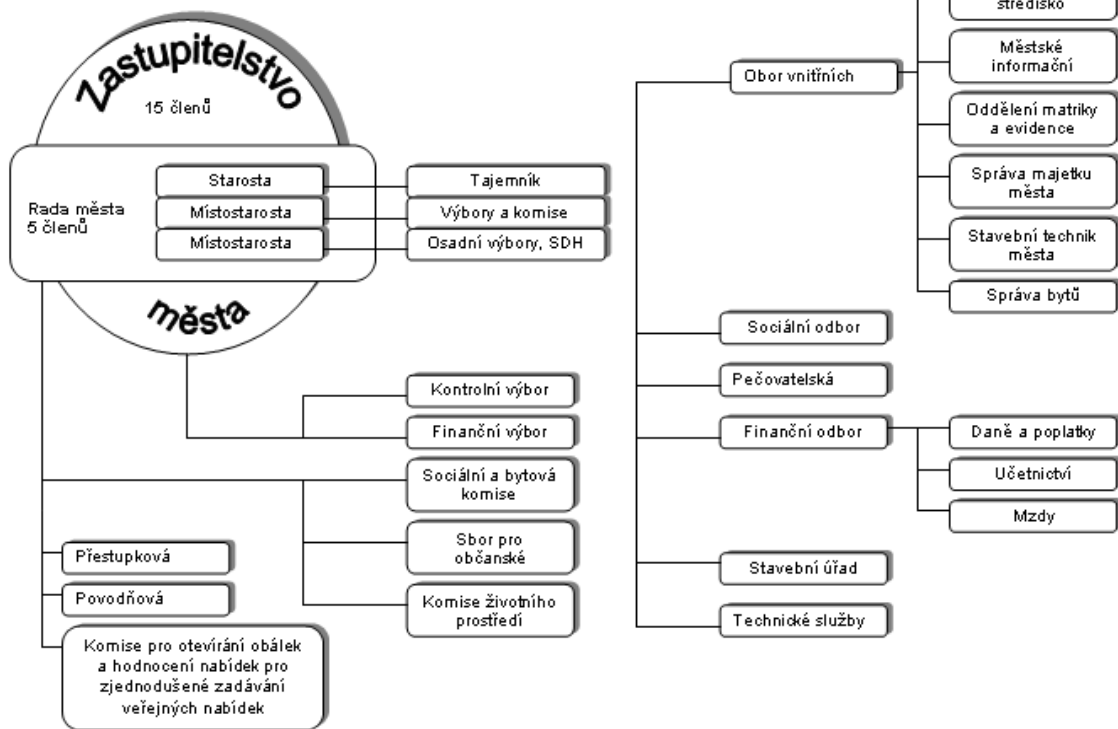 Zastupitelstvo
15 členů
Rada města
5 členů
Starosta
Místostarosta
Místostarosta
Tajemník
Výbory a komise
Osadní výbory, SDH
města
Kontrolní výbor
Finanční výbor
Sociální a bytová
komise
Sbor pro
občanské
Komise životního
prostředí
Přestupková
Povodňová
Komise pro otevírání obálek
a hodnocení nabídek pro
zjednodušené zadávání
veřejných nabídek
Obor vnitřních
středisko
Městské
informační
Oddělení matriky
a evidence
Správa majetku
města
Stavební technik
města
Správa bytů
Sociální odbor
Pečovatelská
Finanční odbor
Daně a poplatky
Učetnictví
Mzdy
Stavební úřad
Technické služby